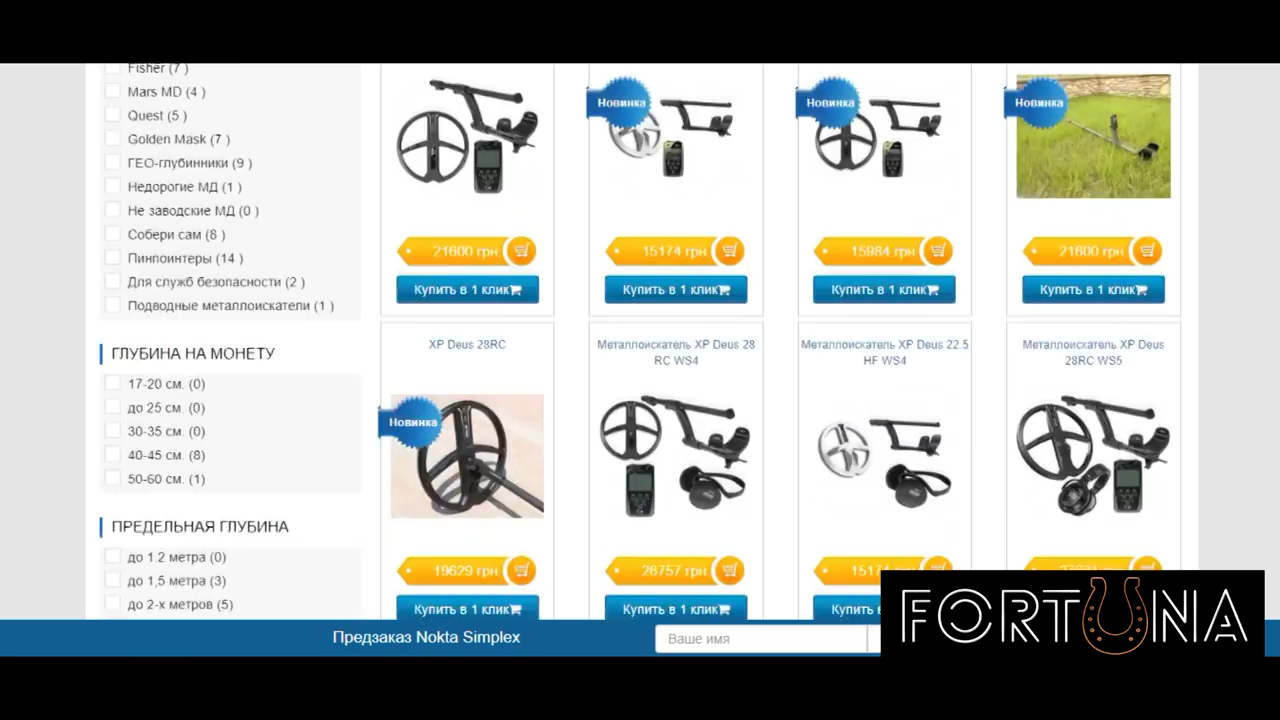 Fisher (7 )
Mars MD (4 )
Quest (5 )
Golden Mask (7 )
ГЕО-глубинники (9 )
Недорогие МД (1 )
Не заводские МД (0 )
Собери сам (8 )
Пинпоинтеры (14 )
Для служб безопасности (2 )
Подводные металлоискатели (1 )
ГЛУБИНА НА МОНЕТУ
17-20 см. (0)
до 25 см. (0)
30-35 см. (0)
40-45 см. (8)
50-60 см. (1)
ПРЕДЕЛЬНАЯ ГЛУБИНА
до 1.2 метра (0)
до 1,5 метра (3)
до 2-х метров (5)
Новинка
Новинка
Новинка
21600 грн
15174 грн
15984 грн
21600 грн
Купить в 1 клик
Купить в 1 клик
Купить в 1 клик
Купить в 1 клик
XP Deus 28RC
Металлоискатель XP Deus 28
RC WS4
Металлоискатель XP Deus 22.5
HF WS4
Металлоискатель XP Deus
28RC WS5
Новинка
19629 грн
26757 грн
Купить в 1 клик
Купить в 1 клик
Купить
Предзаказ Nokta Simplex
Ваше имя
FORTUNA